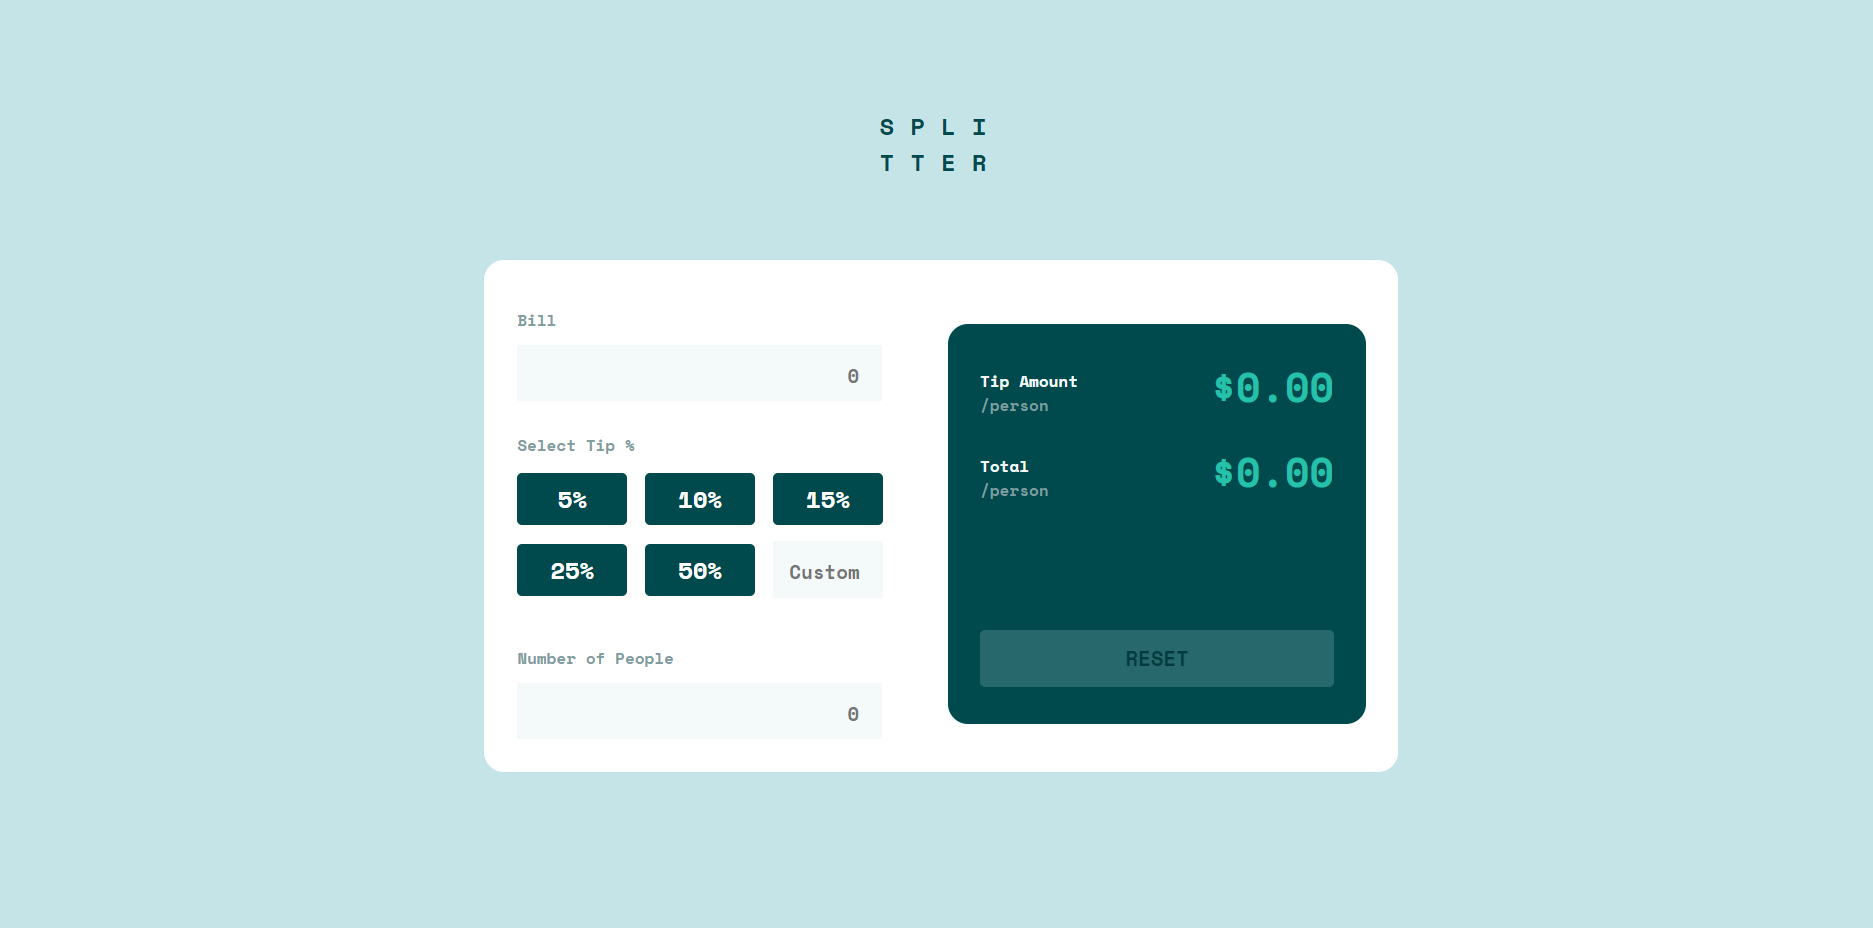 S P L I
T T E R
Bill
0
Select Tip %
5% 10% 15%
25% 50% Custom
Number of People
0
Tip Amount $0.00
/person
Total $0.00
/person
RESET